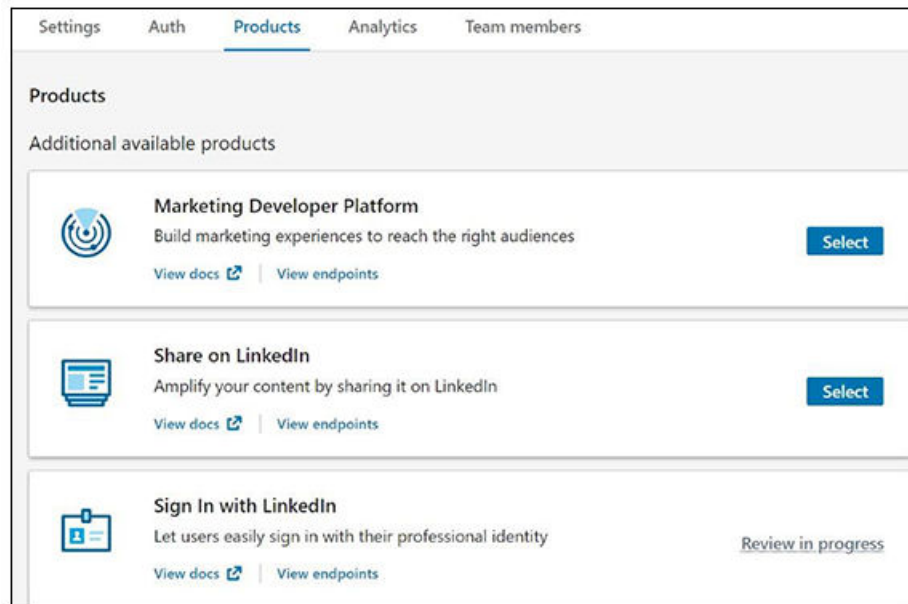 Settings Auth Products Analytics Team members
Products
Additional available products
Marketing Developer Platform
Build marketing experiences to reach the right audiences
Select
View docs View endpoints
Share on LinkedIn
Amplify your content by sharing it on LinkedIn
Select
View docs View endpoints
Sign In with LinkedIn
Let users easily sign in with their professional identity
Review in progress
View docs View endpoints